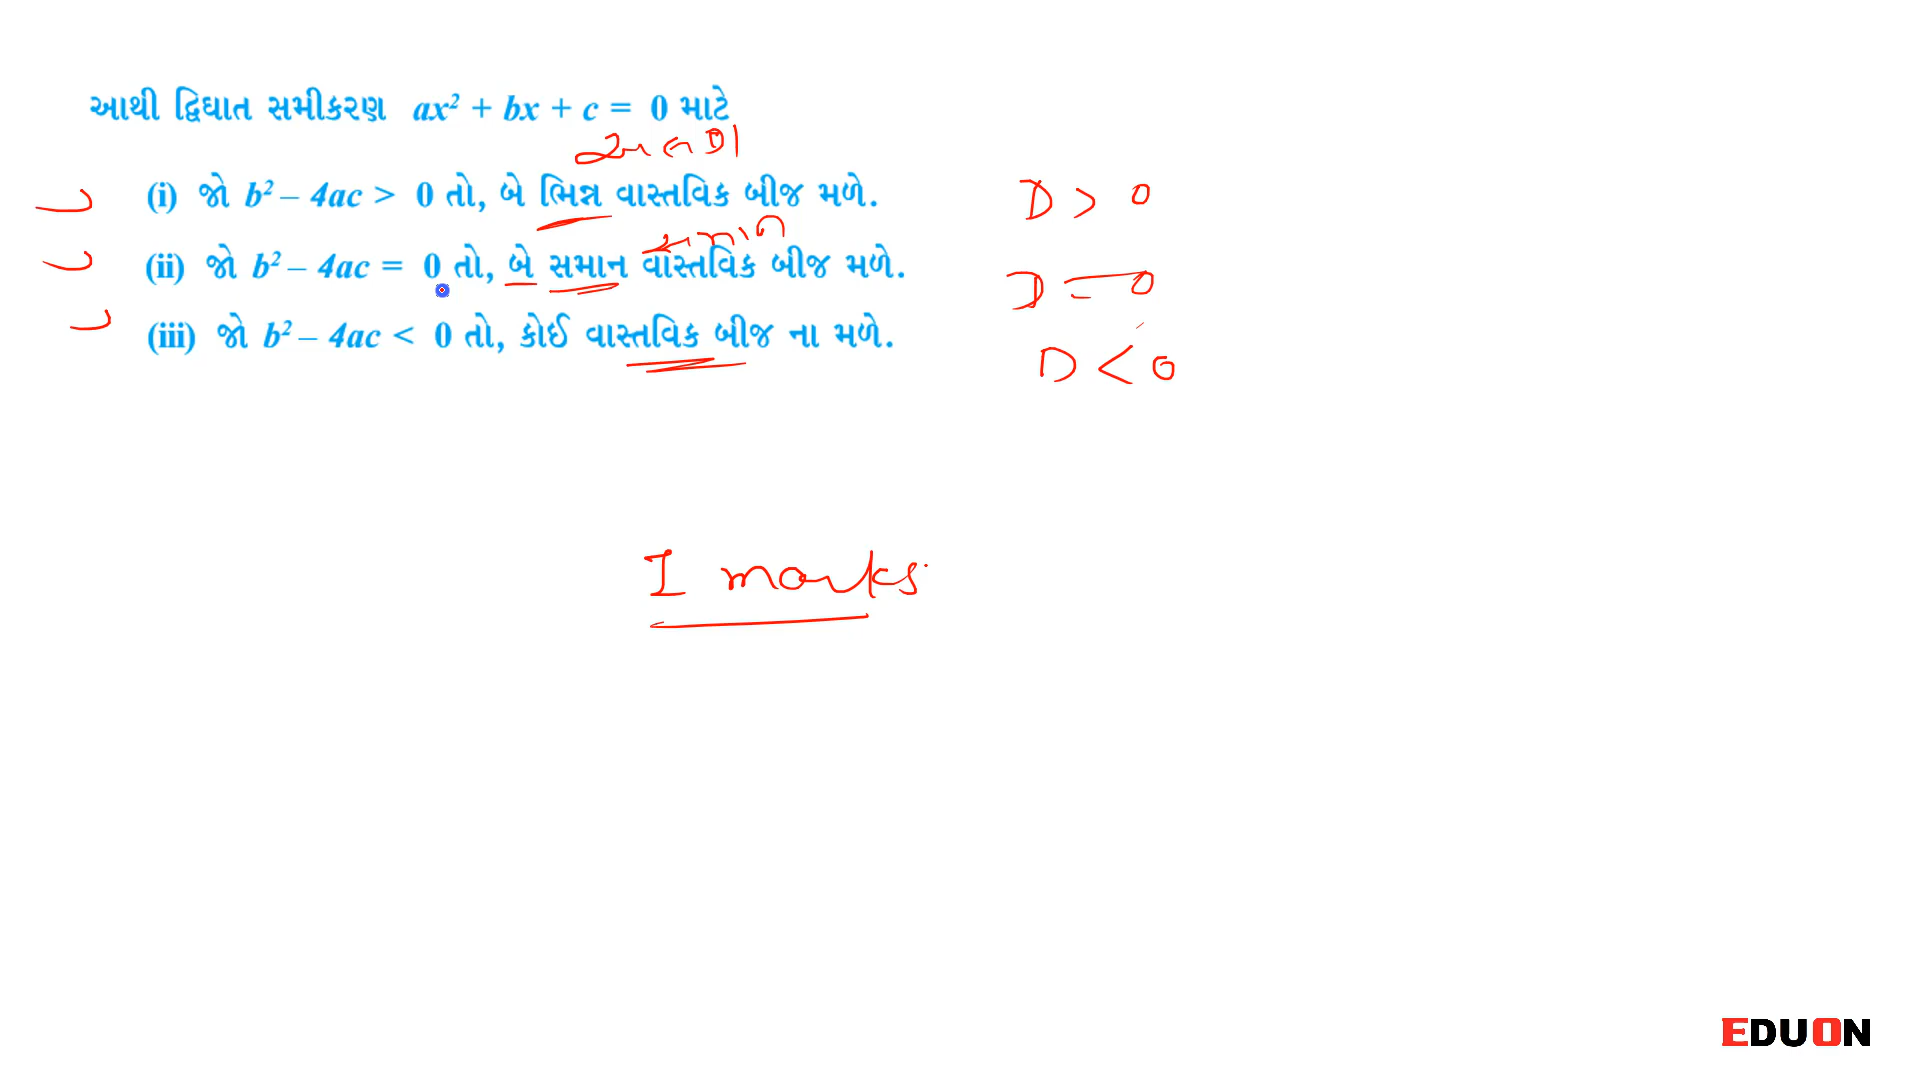 આથી દ્વિઘાત સમીકરણ ax² + bx + c = 0 માટે
(i) જો b² – 4ac > 0 તો, બે ભિન્ન વાસ્તવિક બીજ મળે. D > 0
સમાન
(ii) જો b² – 4ac = 0 તો, બે સમાન વાસ્તવિક બીજ મળે. D = 0
(iii) જો b² – 4ac < 0 તો, કોઈ વાસ્તવિક બીજ ના મળે. D < 0
I marks
EDUON